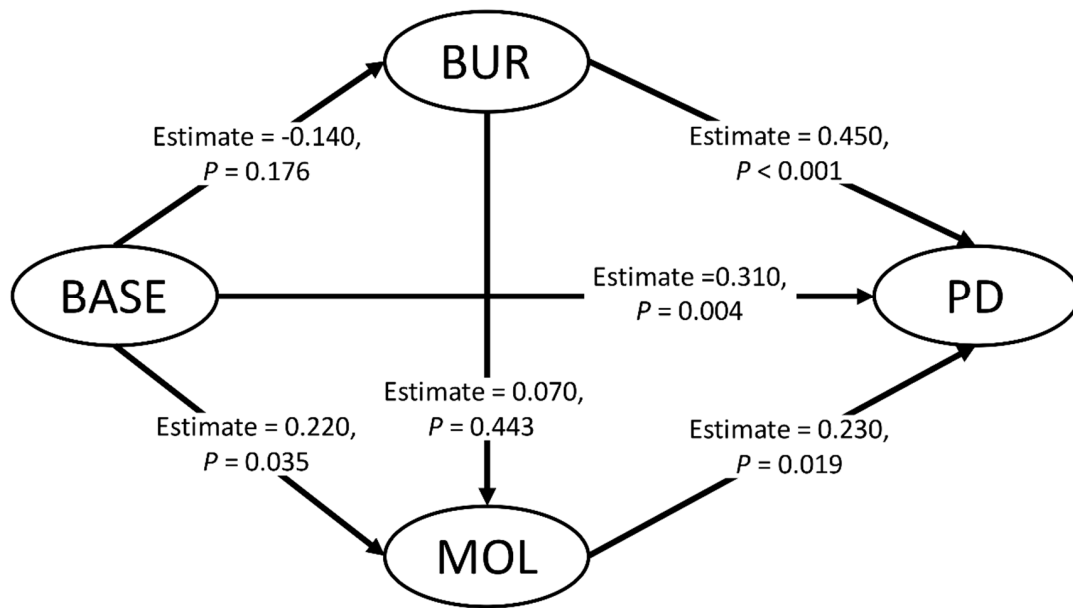 BUR
Estimate = -0.140,
P = 0.176
Estimate = 0.450,
P < 0.001
BASE
Estimate =0.310,
P = 0.004
PD
Estimate = 0.220,
P = 0.035
Estimate = 0.070,
P = 0.443
Estimate = 0.230,
P = 0.019
MOL